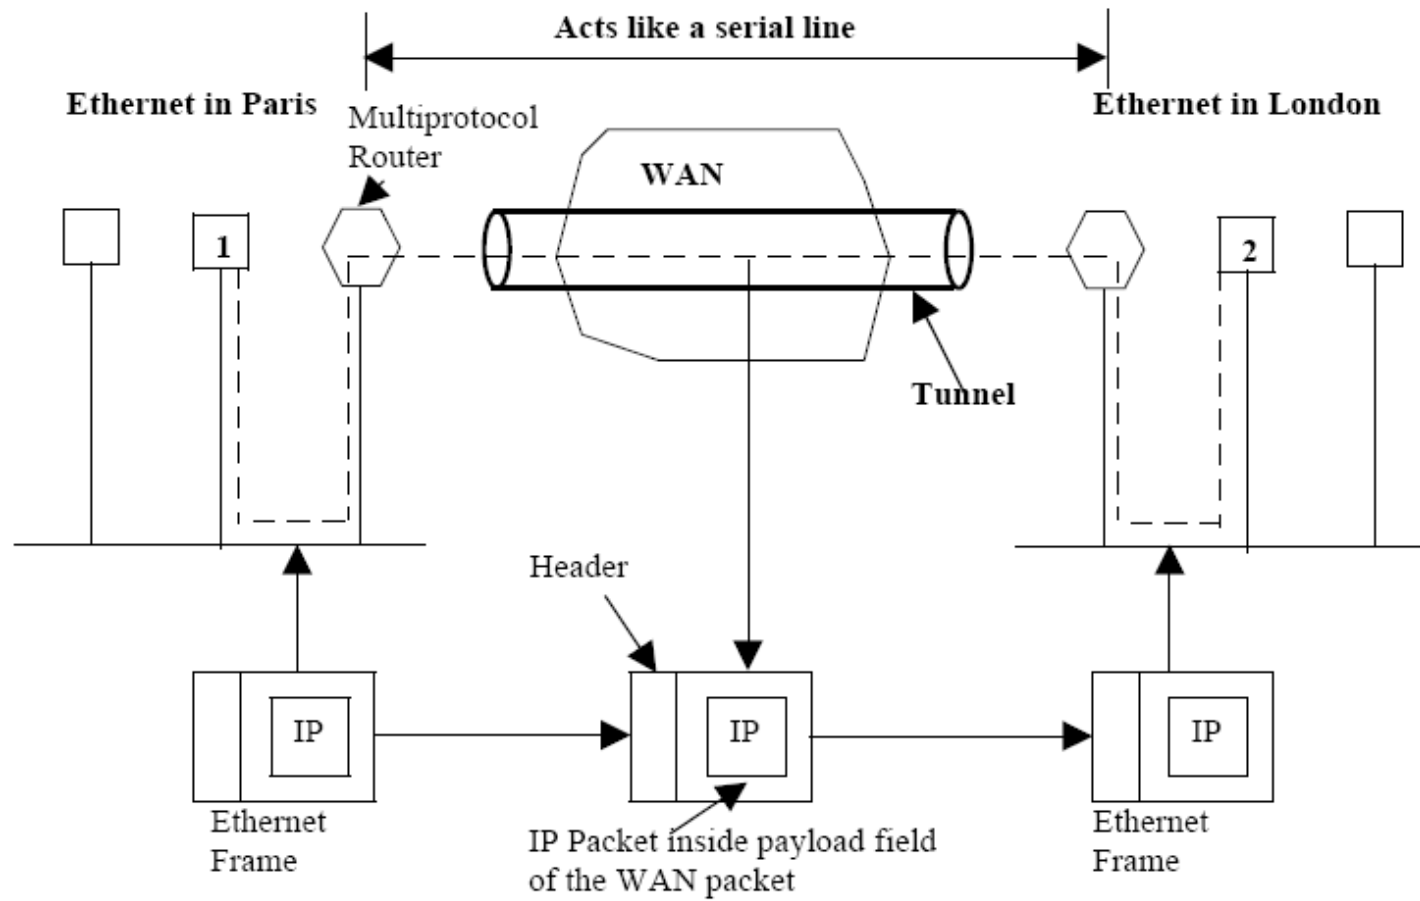 Acts like a serial line
Ethernet in Paris
Multiprotocol
Router
Ethernet in London
WAN
1
2
Tunnel
Header
IP
IP
IP
Ethernet
Frame
IP Packet inside payload field
of the WAN packet
Ethernet
Frame